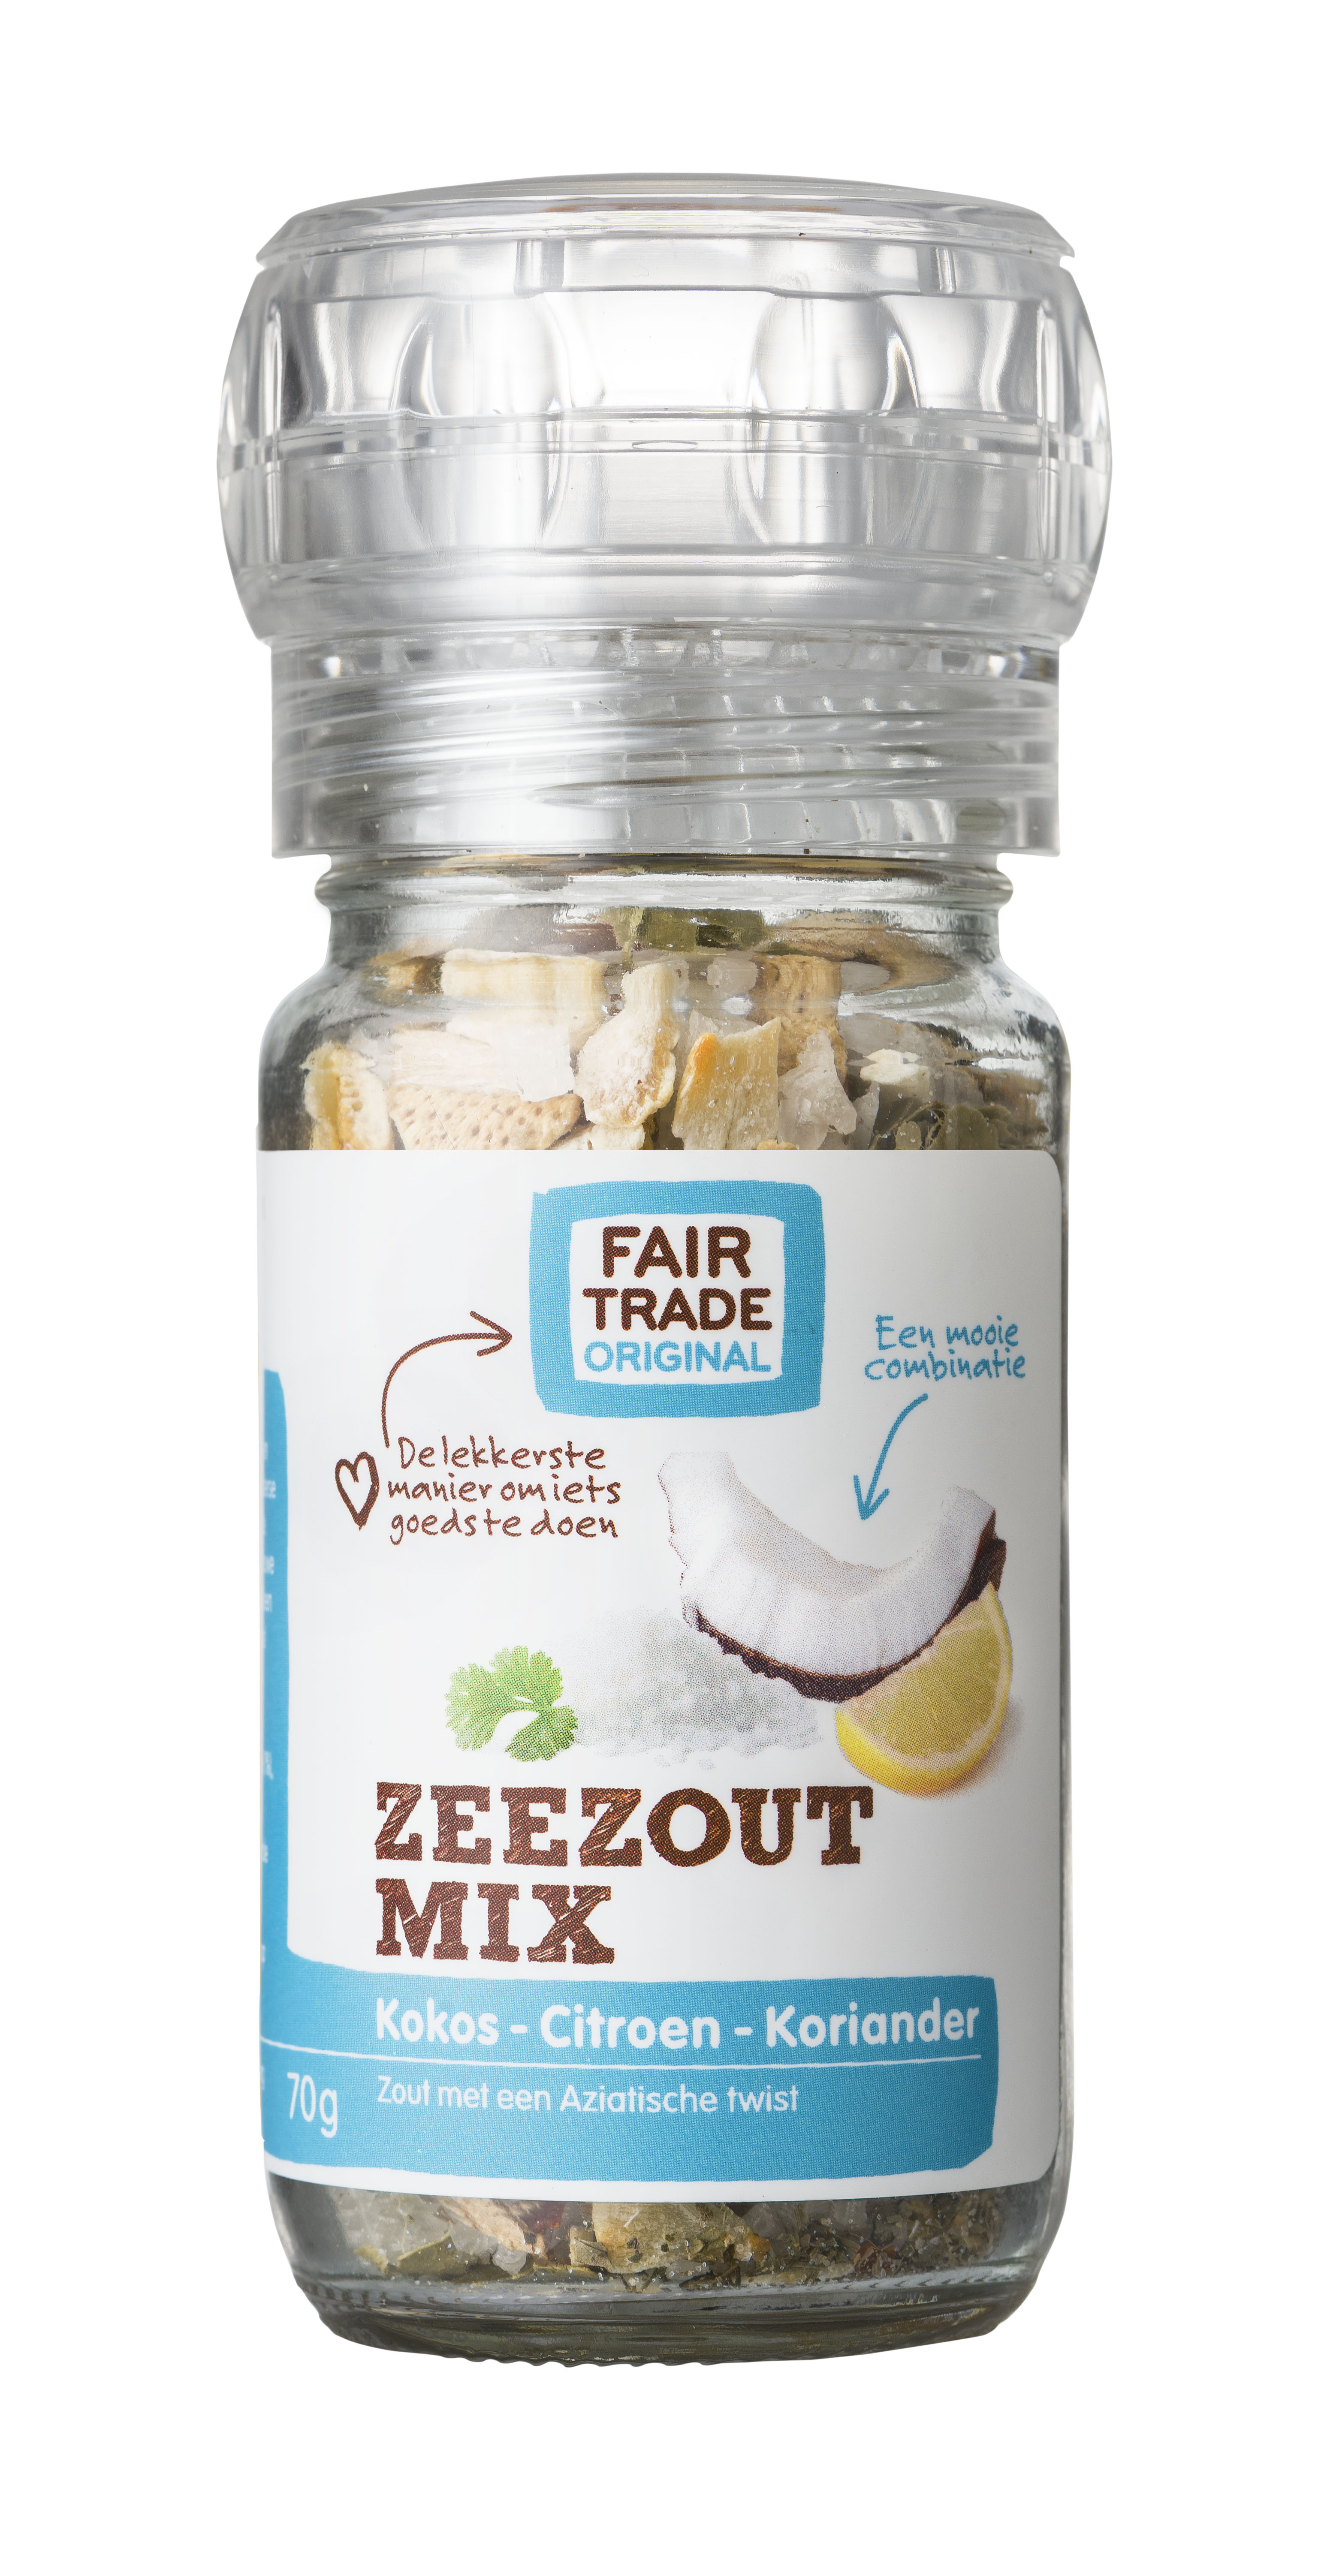 FAIR
TRADE
ORIGINAL
Een mooie
combinatie
De lekkerste
manier om iets
goeds te doen
ZEEZOUT
MIX
Kokos - Citroen - Koriander
70g
Zout met een Aziatische twist